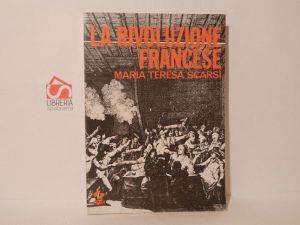 LA RIVOLUZIONE
FRANCESE
MARIA TERESA SCARSI
LIBRERIA